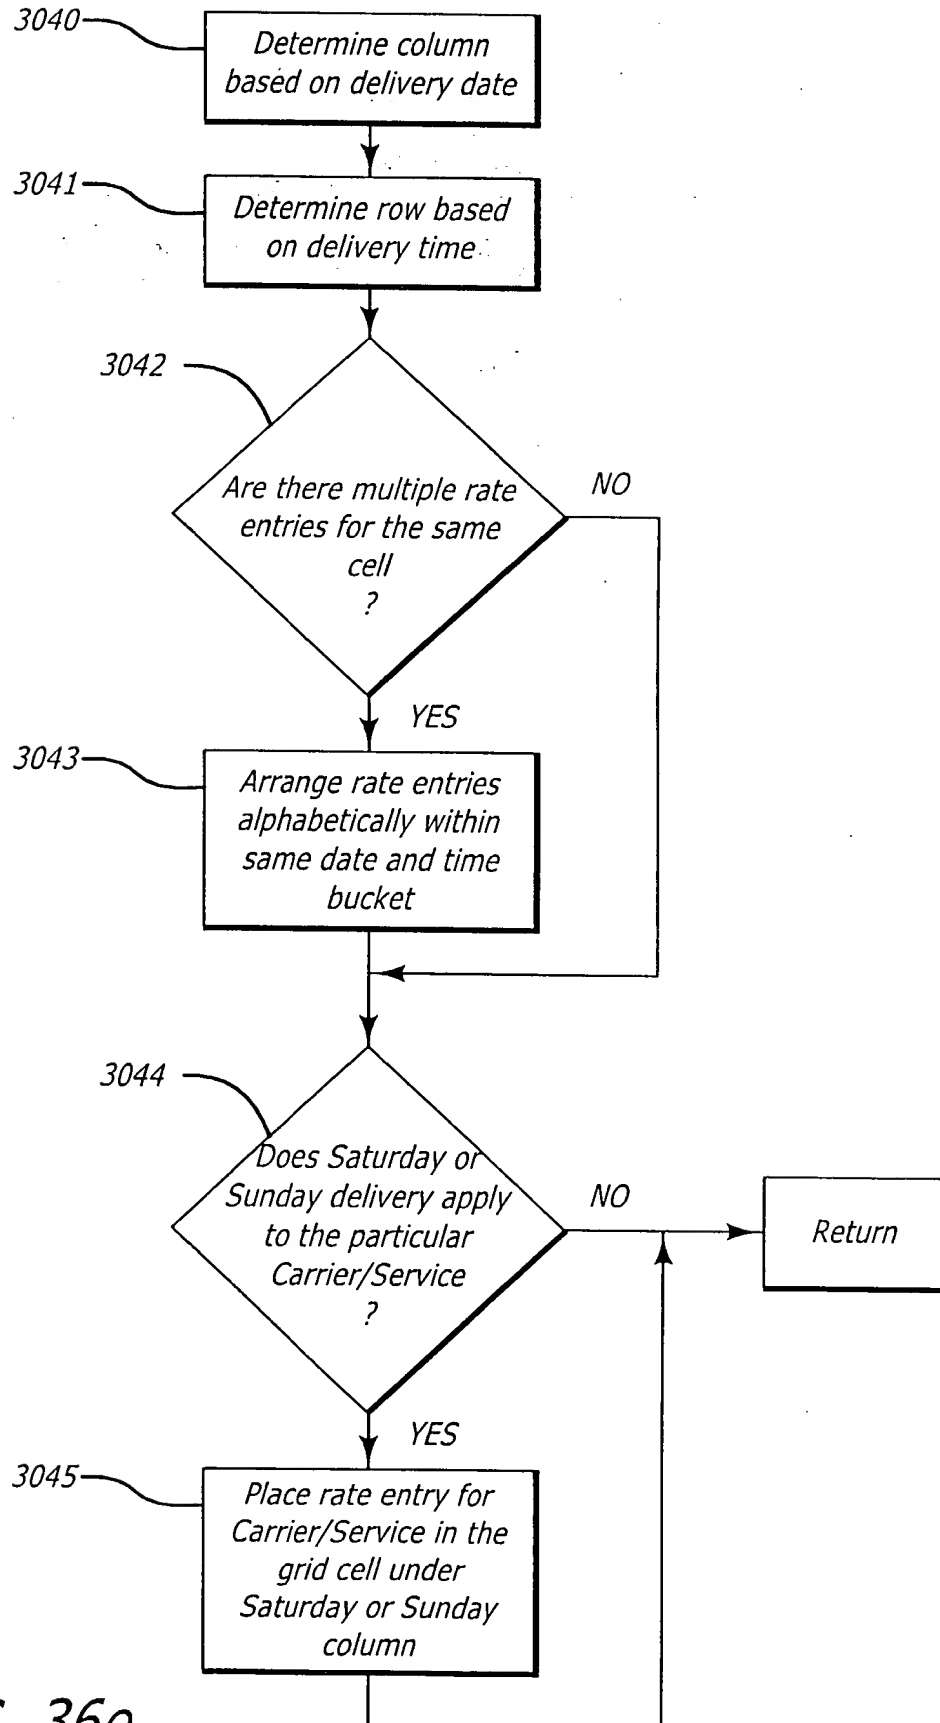 3040
Determine column
based on delivery date
3041
Determine row based
on delivery time
3042
Are there multiple rate
entries for the same
cell
?
NO
YES
3043
Arrange rate entries
alphabetically within
same date and time
bucket
3044
Does Saturday or
Sunday delivery apply
to the particular
Carrier/Service
?
NO
Return
YES
3045
Place rate entry for
Carrier/Service in the
grid cell under
Saturday or Sunday
column